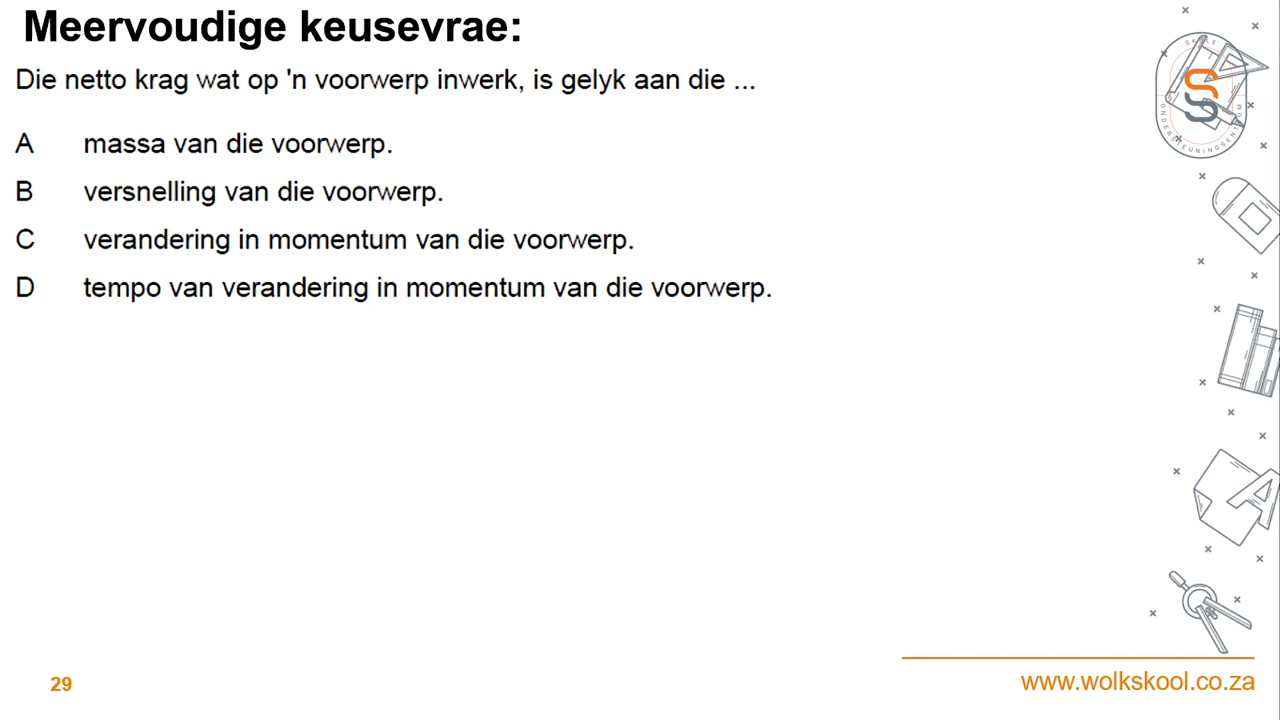 Meervoudige keusevrae:
Die netto krag wat op 'n voorwerp inwerk, is gelyk aan die ...
A massa van die voorwerp.
B versnelling van die voorwerp.
C verandering in momentum van die voorwerp.
D tempo van verandering in momentum van die voorwerp.
SKOLE
ONDERSTEUNINGSENTRUM
29
www.wolkskool.co.za